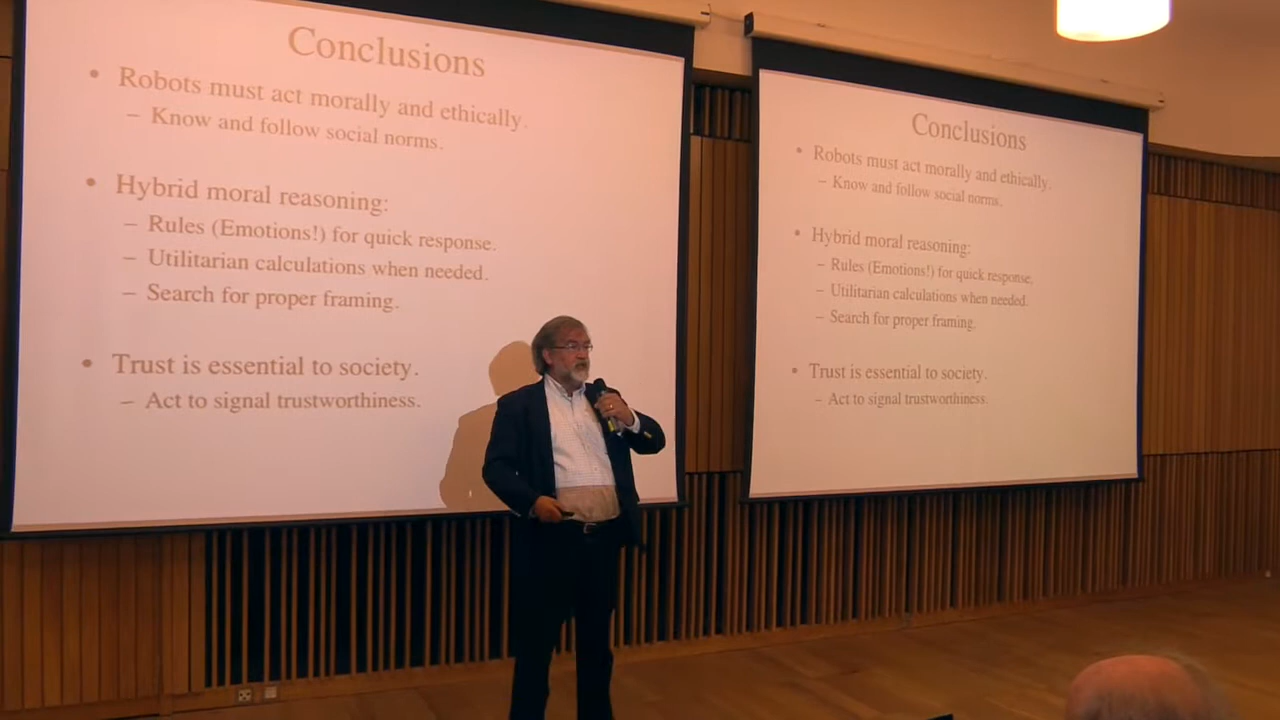 Conclusions
• Robots must act morally and ethically.
– Know and follow social norms.
• Hybrid moral reasoning:
– Rules (Emotions!) for quick response.
– Utilitarian calculations when needed.
– Search for proper framing.
• Trust is essential to society.
– Act to signal trustworthiness.
Conclusions
• Robots must act morally and ethically.
– Know and follow social norms.
• Hybrid moral reasoning:
– Rules (Emotions!) for quick response.
– Utilitarian calculations when needed.
– Search for proper framing.
• Trust is essential to society.
– Act to signal trustworthiness.